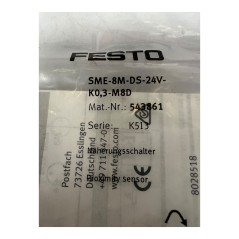 FESTO
SME-8M-DS-24V-
K0,3-M8D
Mat.-Nr.: 543861
Serie: K513
Näherungsschalter
Proximity sensor
Postfach
73726 Esslingen
Deutschland
www.festo.com
8028518